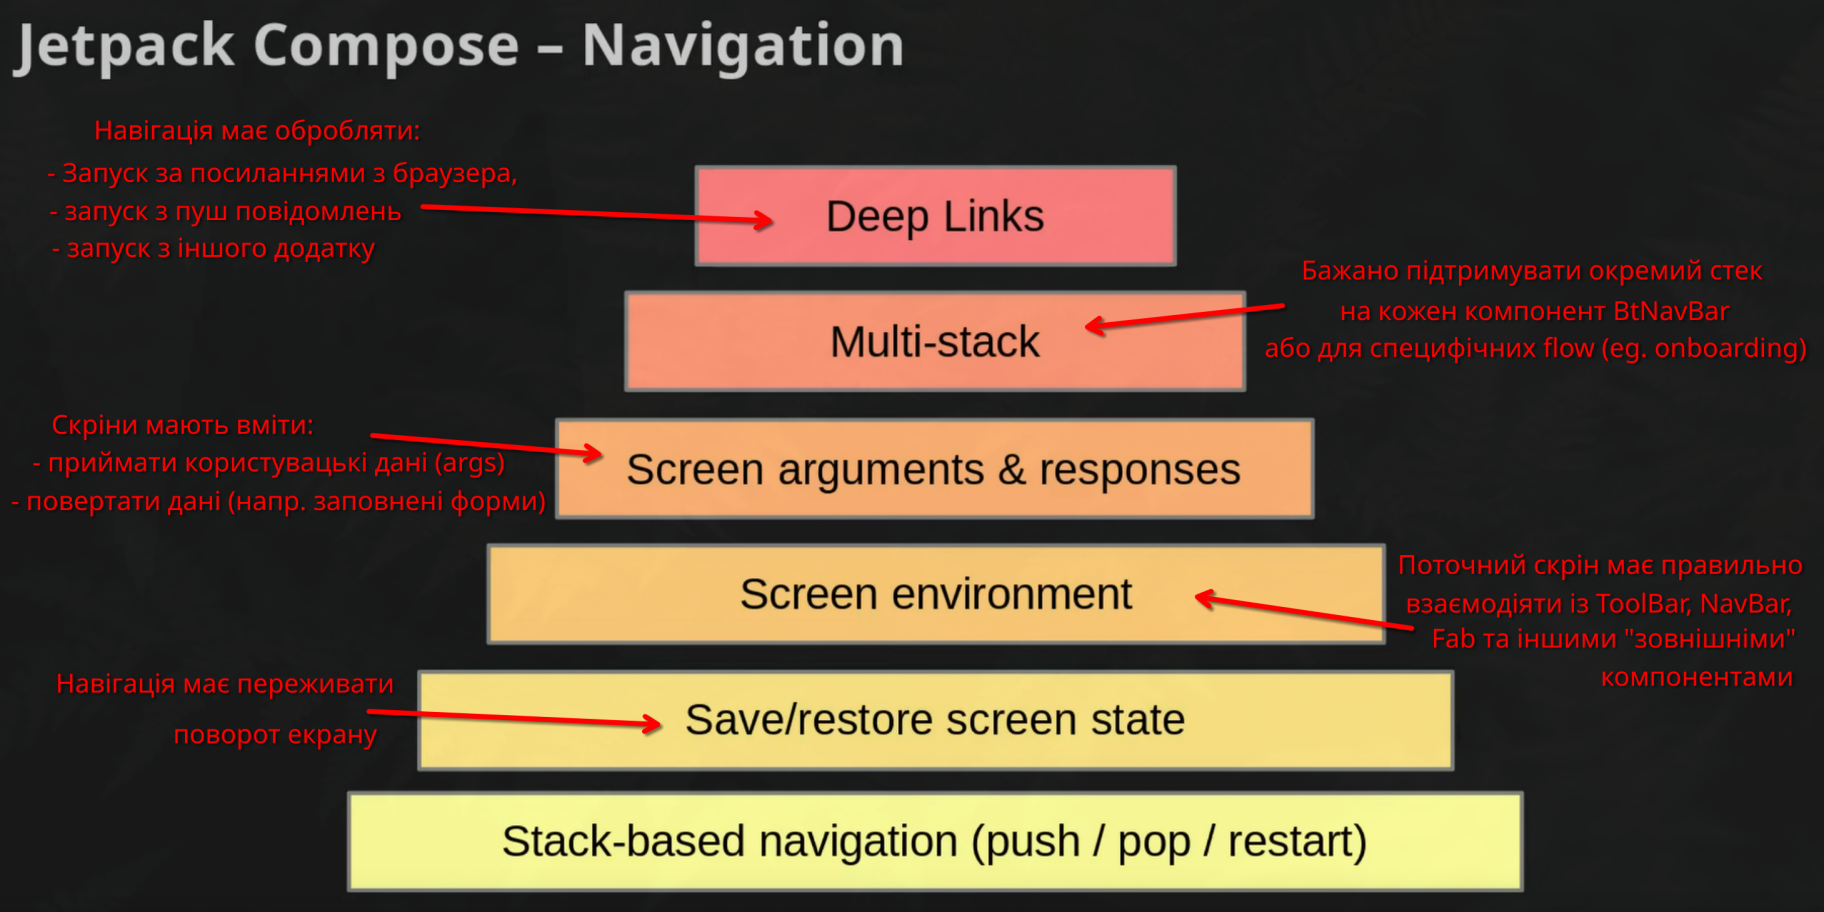 Jetpack Compose – Navigation
Навігація має обробляти:
- Запуск за посиланнями з браузера,
- запуск з пуш повідомлень
- запуск з іншого додатку
Deep Links
Бажано підтримувати окремий стек
на кожен компонент BtNavBar
або для специфічних flow (eg. onboarding)
Multi-stack
Скріни мають вміти:
- приймати користувацькі дані (args)
- повертати дані (напр. заповнені форми)
Screen arguments & responses
Поточний скрін має правильно
взаємодіяти із ToolBar, NavBar,
Fab та іншими "зовнішніми"
компонентами
Screen environment
Навігація має переживати
поворот екрану
Save/restore screen state
Stack-based navigation (push / pop / restart)